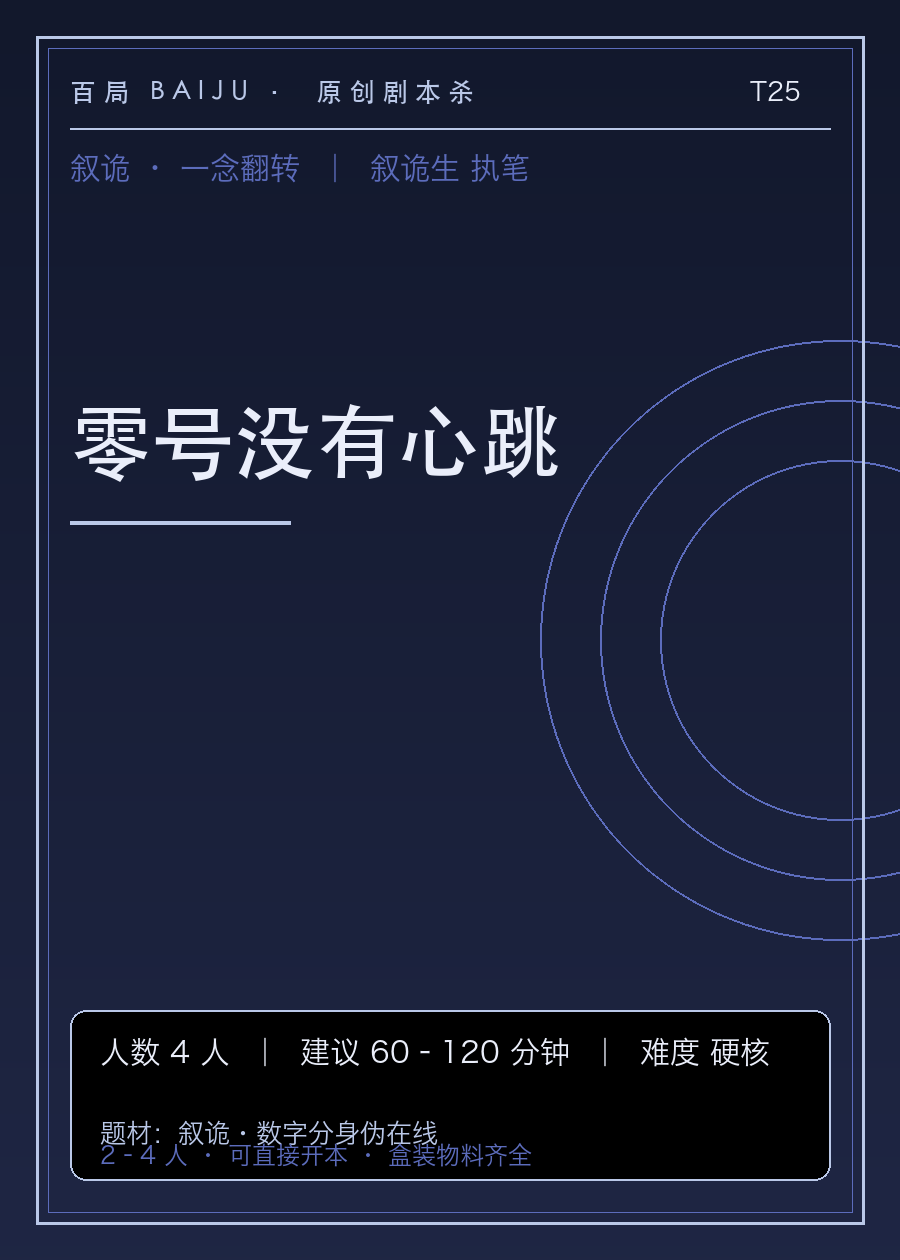 百局 BAIJU · 原创剧本杀 T25
叙诡 · 一念翻转 ｜ 叙诡生 执笔
零号没有心跳
人数 4 人 ｜ 建议 60 - 120 分钟 ｜ 难度 硬核
题材：叙诡·数字分身伪在线
2 - 4 人 · 可直接开本 · 盒装物料齐全